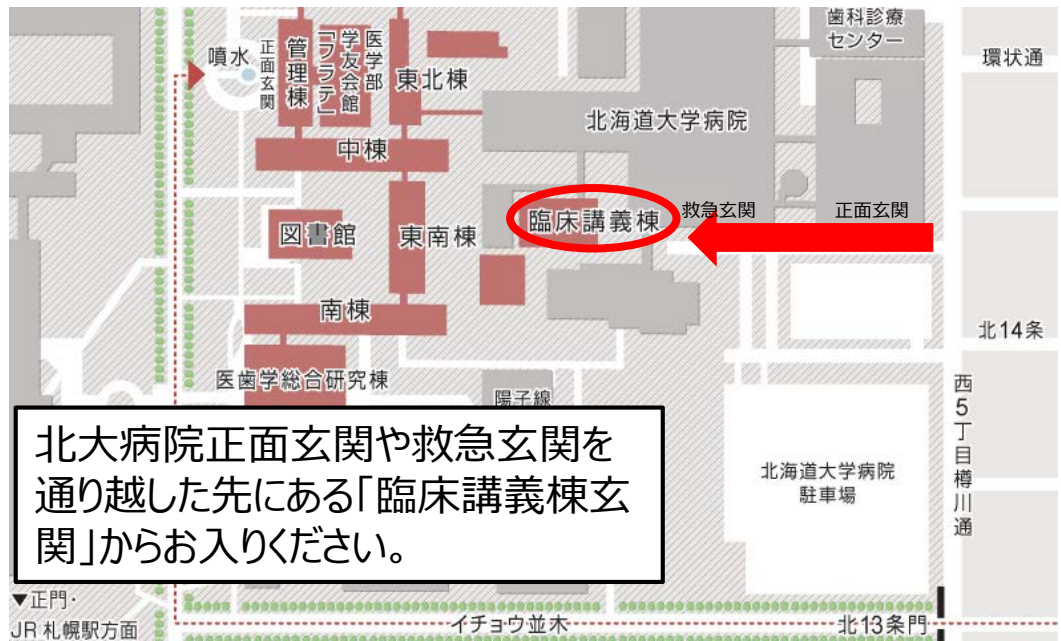 歯科診療
センター
環状通
噴水
正面玄関
管理棟
医学部
学友会館
「フラテ」
東北棟
北海道大学病院
中棟
臨床講義棟
救急玄関
正面玄関
図書館
東南棟
南棟
北14条
医歯学総合研究棟
陽子線
西5丁目樽川通
北海道大学病院
駐車場
北大病院正面玄関や救急玄関を
通り越した先にある「臨床講義棟玄
関」からお入りください。
▼正門・
JR 札幌駅方面
イチョウ並木
北13条門